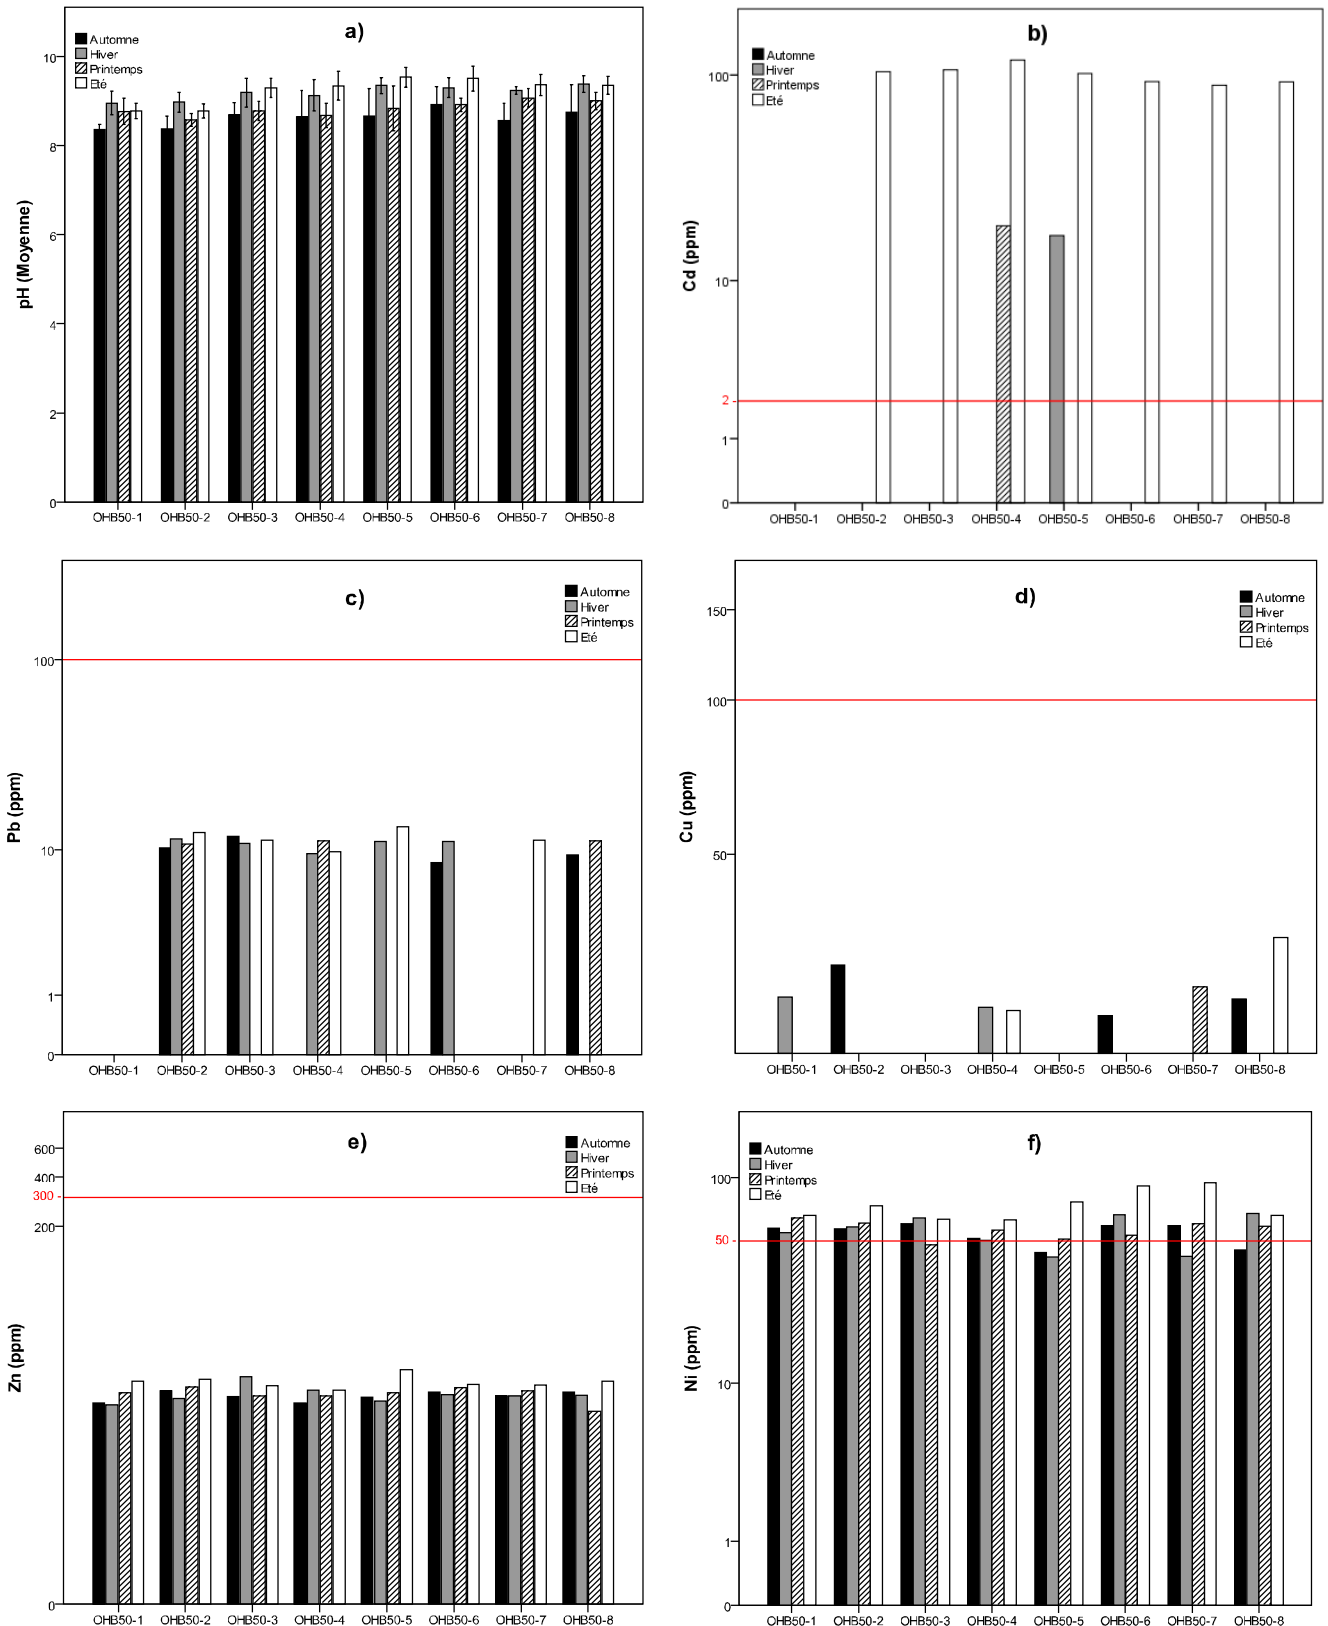 a)
Automne
Hiver
Printemps
Eté
10
8
6
4
2
0
pH (Moyenne)
OHB50-1 OHB50-2 OHB50-3 OHB50-4 OHB50-5 OHB50-6 OHB50-7 OHB50-8
b)
Automne
Hiver
Printemps
Eté
100
10
2
1
0
Cd (ppm)
OHB50-1 OHB50-2 OHB50-3 OHB50-4 OHB50-5 OHB50-6 OHB50-7 OHB50-8
c)
Automne
Hiver
Printemps
Eté
100
10
1
0
Pb (ppm)
OHB50-1 OHB50-2 OHB50-3 OHB50-4 OHB50-5 OHB50-6 OHB50-7 OHB50-8
d)
Automne
Hiver
Printemps
Eté
150
100
50
Cu (ppm)
OHB50-1 OHB50-2 OHB50-3 OHB50-4 OHB50-5 OHB50-6 OHB50-7 OHB50-8
e)
Automne
Hiver
Printemps
Eté
600
400
300
200
0
Zn (ppm)
OHB50-1 OHB50-2 OHB50-3 OHB50-4 OHB50-5 OHB50-6 OHB50-7 OHB50-8
f)
Automne
Hiver
Printemps
Eté
100
50
10
1
0
Ni (ppm)
OHB50-1 OHB50-2 OHB50-3 OHB50-4 OHB50-5 OHB50-6 OHB50-7 OHB50-8